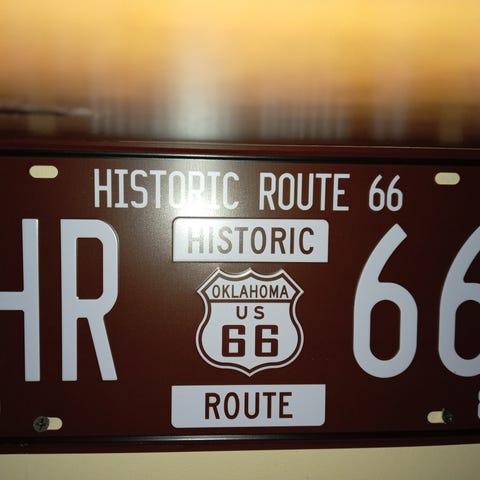 HISTORIC ROUTE 66
HISTORIC
HR 66
OKLAHOMA
US
66
ROUTE